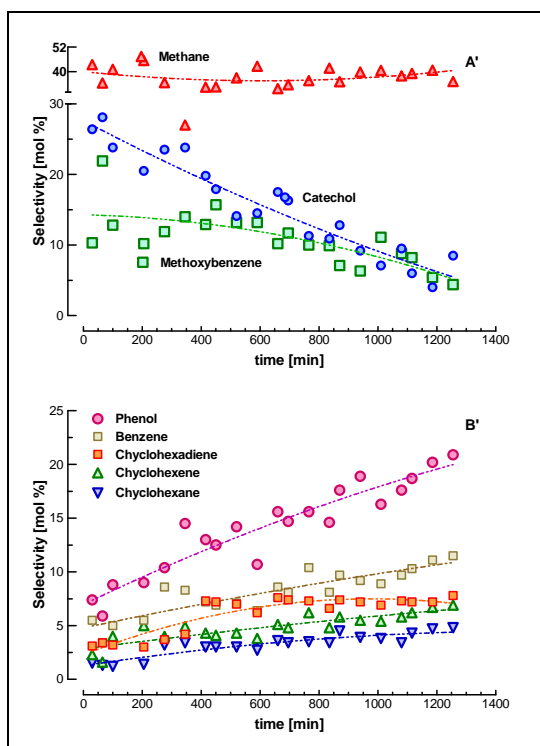 52
Methane
A'
40
30
Selectivity [mol %]
20
Catechol
10
Methoxybenzene
0
0 200 400 600 800 1000 1200 1400
time [min]
25
Phenol
B'
Benzene
20
Chyclohexadiene
Chyclohexene
Chyclohexane
15
Selectivity [mol %]
10
5
0
0 200 400 600 800 1000 1200 1400
time [min]